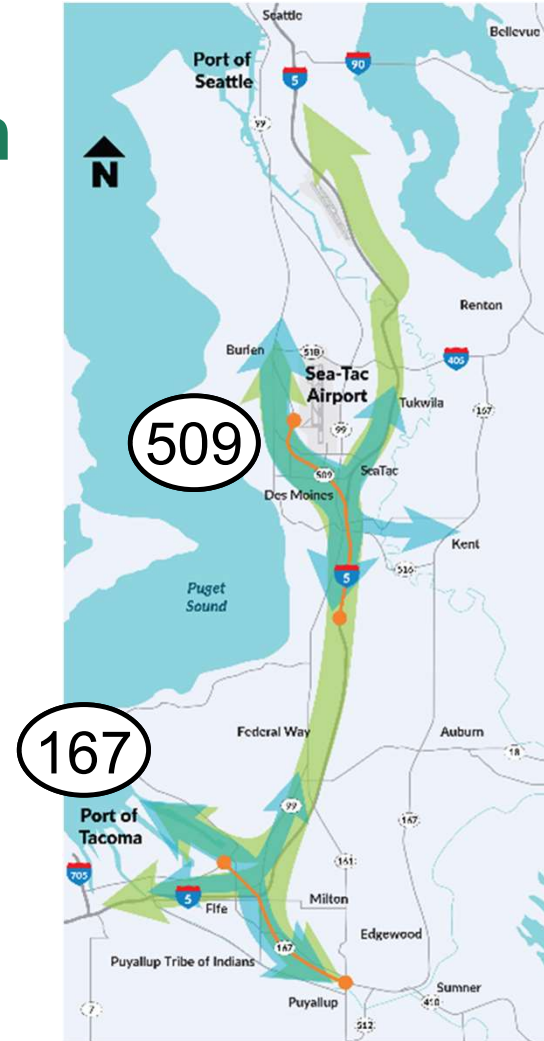 Seattle
Bellevue
Port of
Seattle
90
5
99
N
Renton
Burien
518
405
Sea-Tac
Airport
Tukwila
167
509
99
SeaTac
509
Des Moines
Kent
516
5
Puget
Sound
167
Federal Way
Auburn
18
99
167
Port of
Tacoma
161
705
5
Fife
Milton
Edgewood
167
Puyallup Tribe of Indians
Sumner
Puyallup
410
7
512